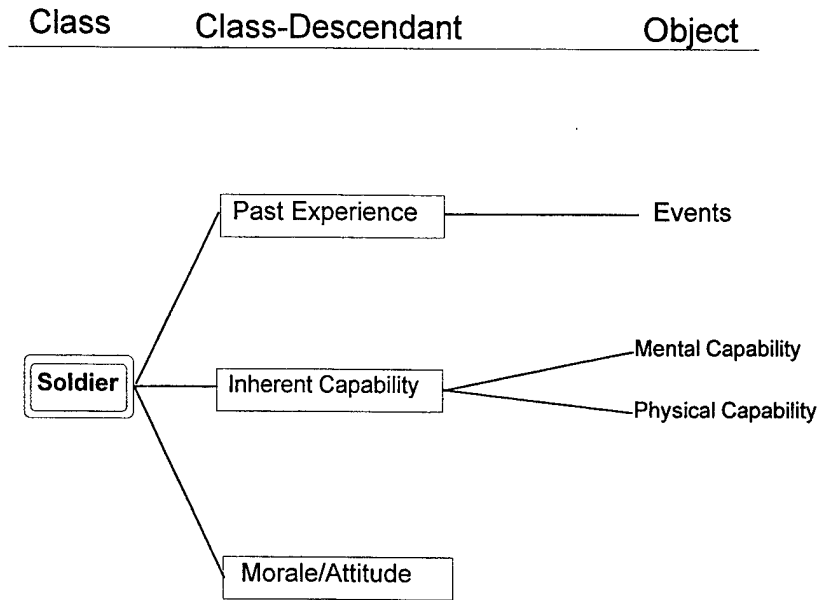 Class Class-Descendant Object
Past Experience Events
Mental Capability
Soldier Inherent Capability
Physical Capability
Morale/Attitude